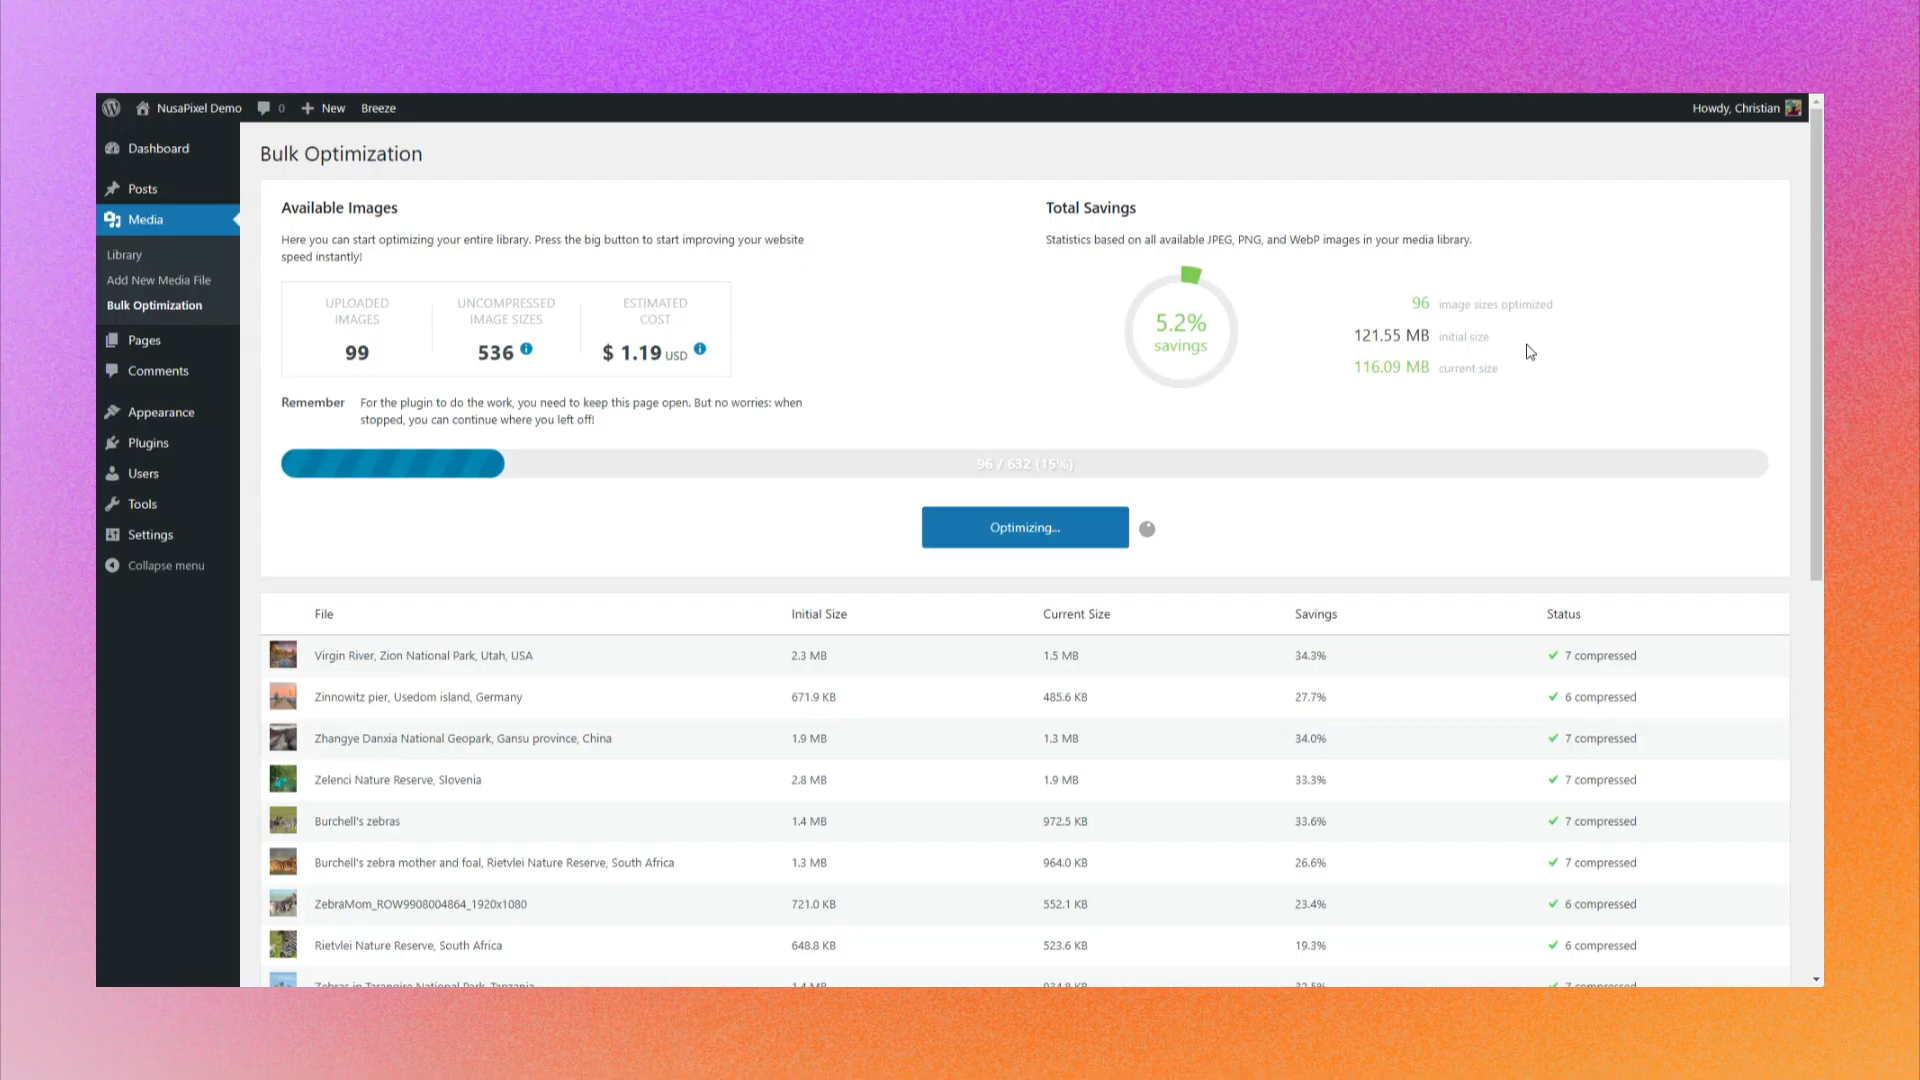 NusaPixel Demo 0 New Breeze Howdy, Christian
Dashboard
Posts
Media
Library
Add New Media File
Bulk Optimization
Pages
Comments
Appearance
Plugins
Users
Tools
Settings
Collapse menu
Bulk Optimization
Available Images
Here you can start optimizing your entire library. Press the big button to start improving your website
speed instantly!
UPLOADED
IMAGES
99
UNCOMPRESSED
IMAGE SIZES
536
ESTIMATED
COST
$ 1.19 USD
Remember For the plugin to do the work, you need to keep this page open. But no worries: when
stopped, you can continue where you left off!
Total Savings
Statistics based on all available JPEG, PNG, and WebP images in your media library.
5.2%
savings
96 image sizes optimized
121.55 MB initial size
116.09 MB current size
96 / 632 (15%)
Optimizing...
File Initial Size Current Size Savings Status
Virgin River, Zion National Park, Utah, USA 2.3 MB 1.5 MB 34.3% 7 compressed
Zinnowitz pier, Usedom island, Germany 671.9 KB 485.6 KB 27.7% 6 compressed
Zhangye Danxia National Geopark, Gansu province, China 1.9 MB 1.3 MB 34.0% 7 compressed
Zelenci Nature Reserve, Slovenia 2.8 MB 1.9 MB 33.3% 7 compressed
Burchell's zebras 1.4 MB 972.5 KB 33.6% 7 compressed
Burchell's zebra mother and foal, Rietvlei Nature Reserve, South Africa 1.3 MB 964.0 KB 26.6% 7 compressed
ZebraMom_ROW9908004864_1920x1080 721.0 KB 552.1 KB 23.4% 6 compressed
Rietvlei Nature Reserve, South Africa 648.8 KB 523.6 KB 19.3% 6 compressed
Zebras in Tarangire National Park, Tanzania 1.4 MB 7 compressed